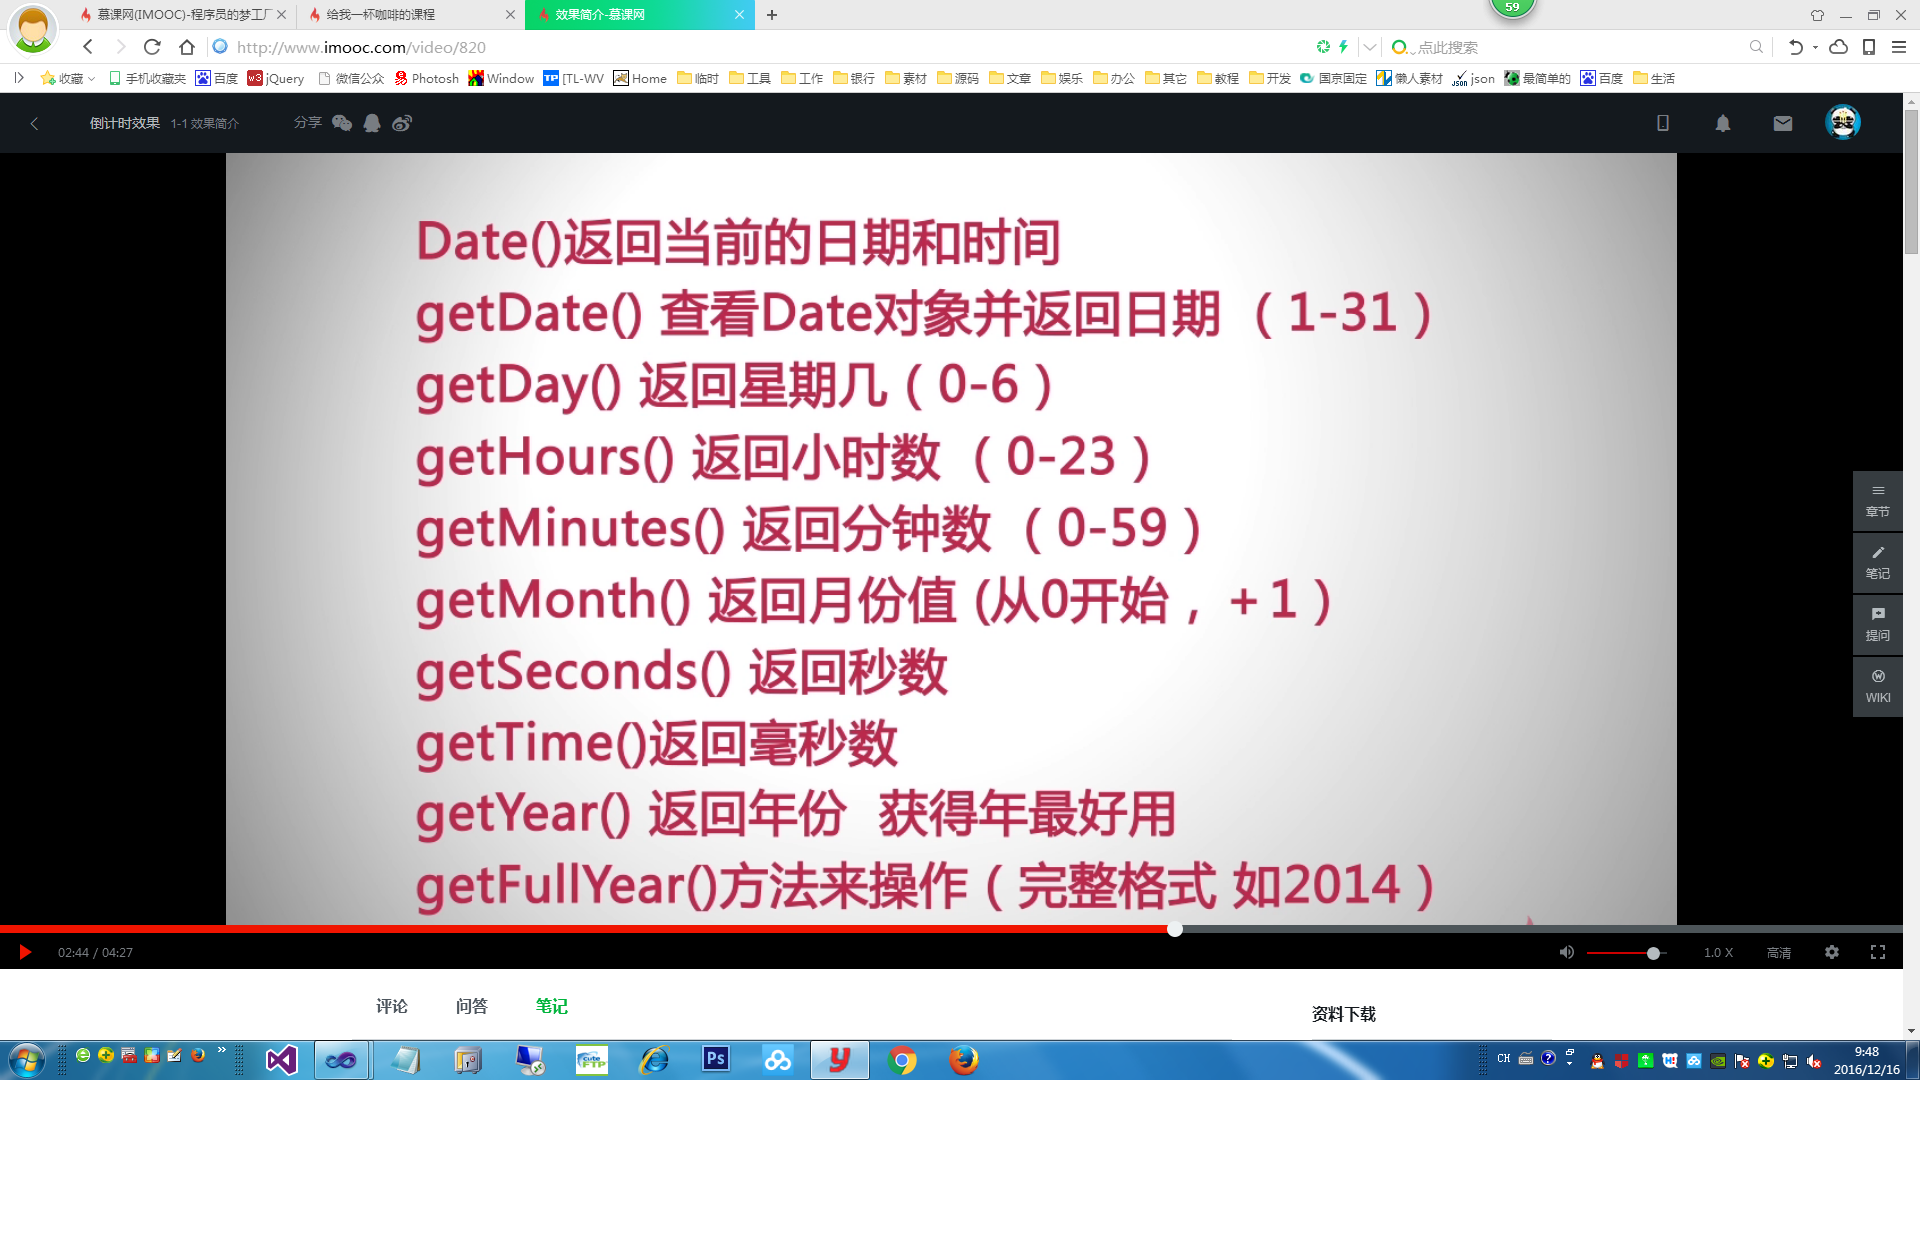 慕课网(IMOOC)-程序员的梦工厂
给我一杯咖啡的课程
效果简介-慕课网
59
http://www.imooc.com/video/820
点此搜索
收藏 手机收藏夹 百度 jQuery 微信公众 Photosh Window [TL-WV Home 临时 工具 工作 银行 素材 源码 文章 娱乐 办公 其它 教程 开发 国京固定 懒人素材 json 最简单的 百度 生活
倒计时效果 1-1 效果简介 分享
Date()返回当前的日期和时间
getDate() 查看Date对象并返回日期 （1-31）
getDay() 返回星期几（0-6）
getHours() 返回小时数 （0-23）
getMinutes() 返回分钟数 （0-59）
getMonth() 返回月份值 (从0开始，+1）
getSeconds() 返回秒数
getTime()返回毫秒数
getYear() 返回年份 获得年最好用
getFullYear()方法来操作（完整格式 如2014）
章节
笔记
提问
WIKI
02:44 / 04:27
1.0 X 高清
评论 问答 笔记
资料下载
CH
9:48
2016/12/16